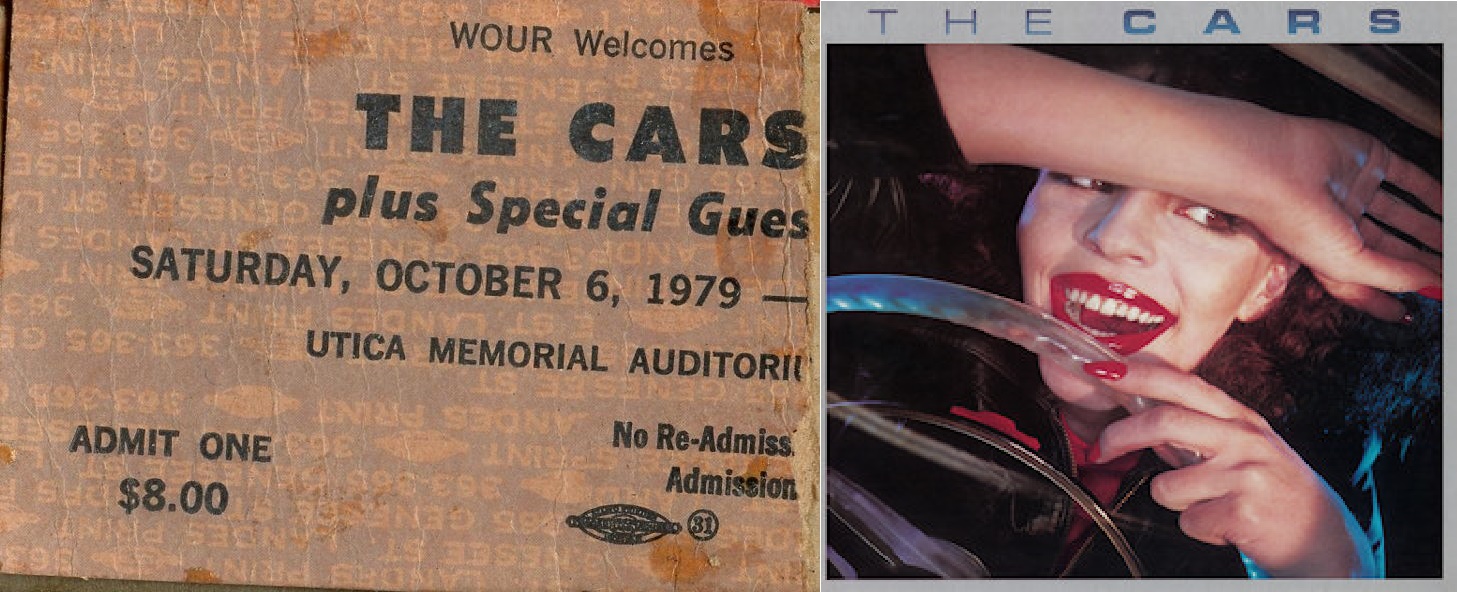 WOUR Welcomes
THE CARS
plus Special Gues
SATURDAY, OCTOBER 6, 1979 —
UTICA MEMORIAL AUDITORIU
ADMIT ONE
$8.00
No Re-Admiss
Admission
31
THE CARS